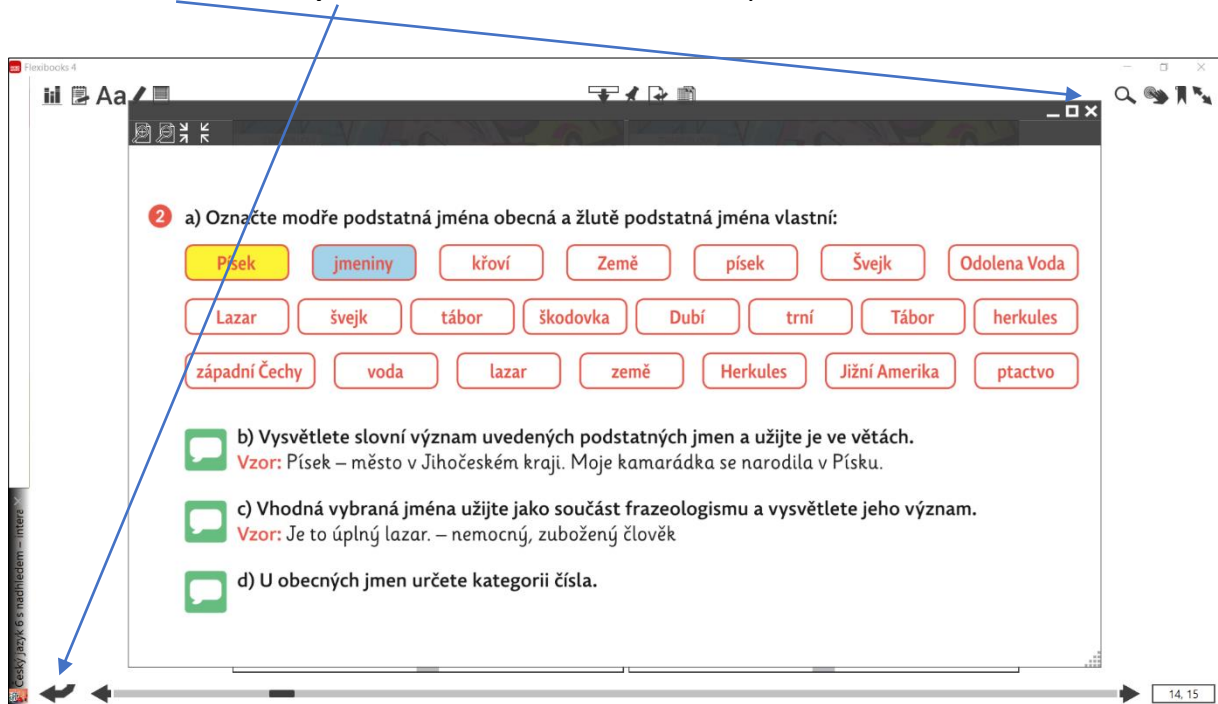 Flexibooks 4
Aa
2 a) Označte modře podstatná jména obecná a žlutě podstatná jména vlastní:
Písek jmeniny křoví Země písek Švejk Odolena Voda
Lazar švejk tábor škodovka Dubí trní Tábor herkules
západní Čechy voda lazar země Herkules Jižní Amerika ptactvo
b) Vysvětlete slovní význam uvedených podstatných jmen a užijte je ve větách.
Vzor: Písek – město v Jihočeském kraji. Moje kamarádka se narodila v Písku.
c) Vhodná vybraná jména užijte jako součást frazeologismu a vysvětlete jeho význam.
Vzor: Je to úplný lazar. – nemocný, zubožený člověk
d) U obecných jmen určete kategorii čísla.
Český jazyk 6 s nadhledem – intera
14, 15